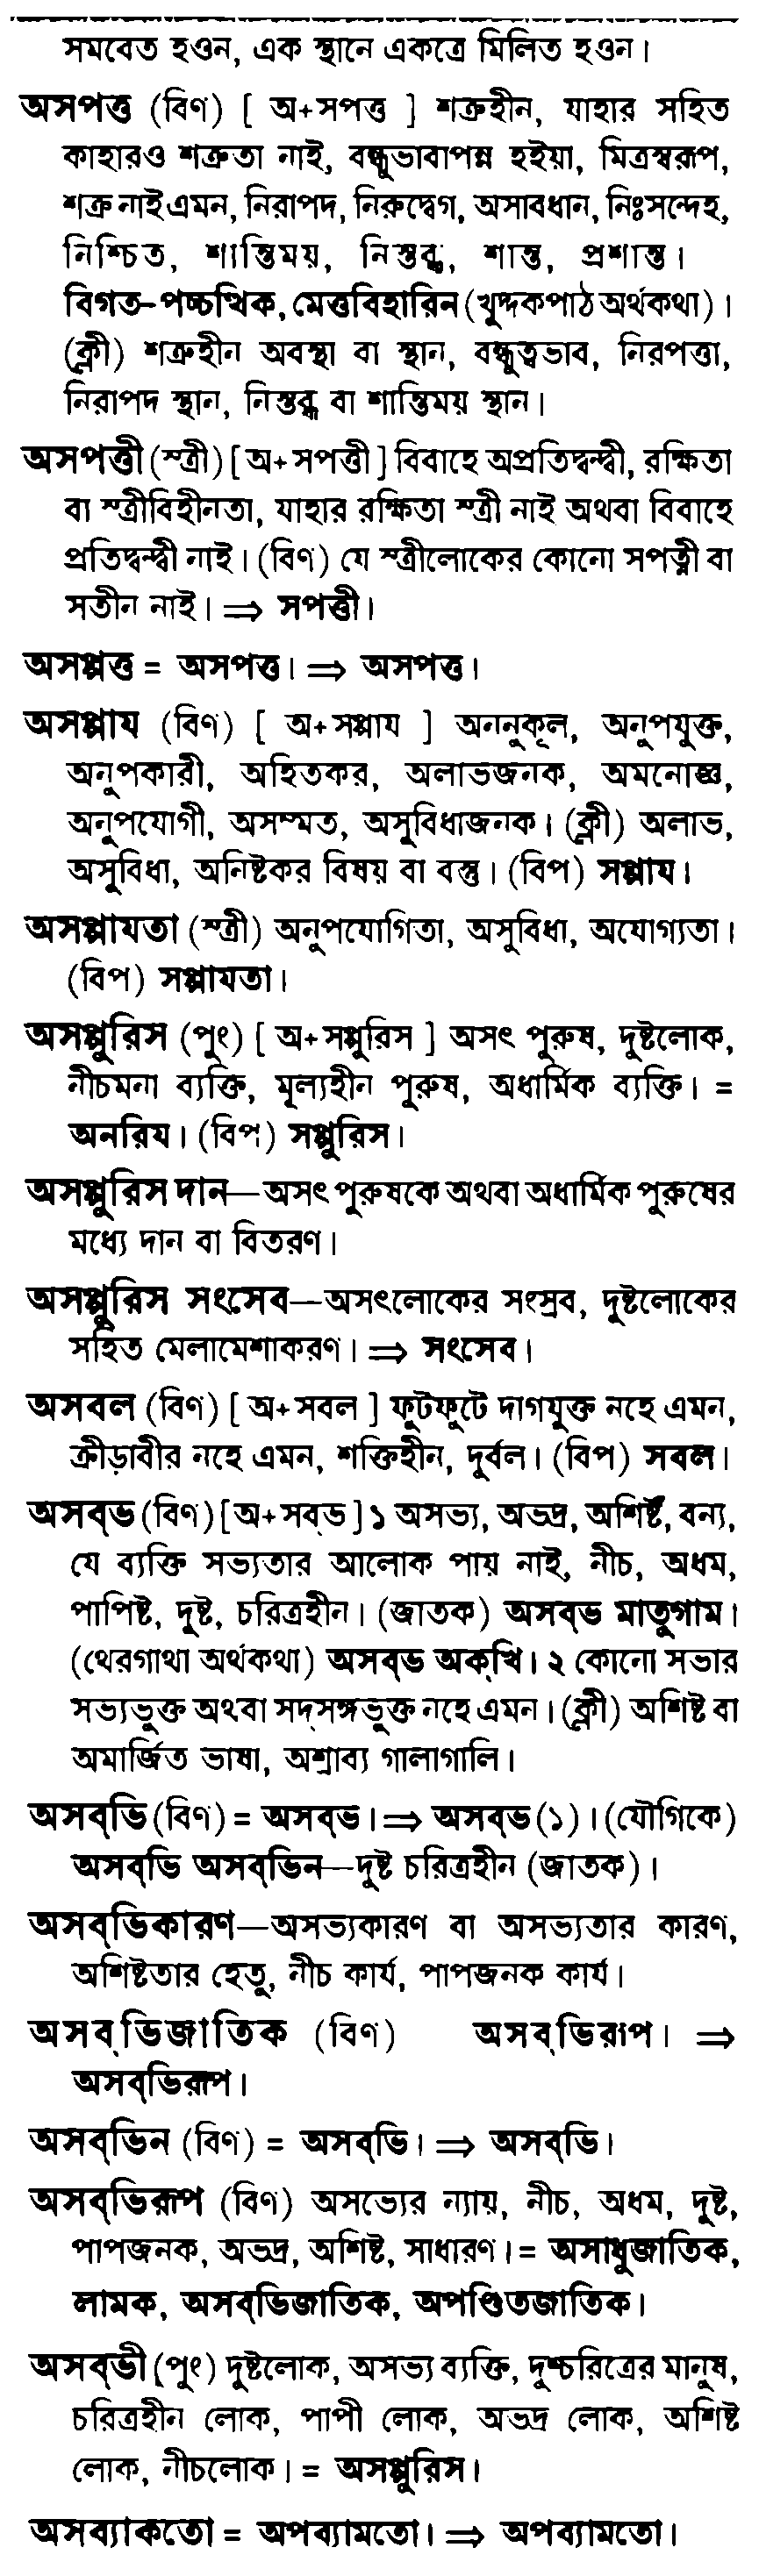 সমবেত হওন, এক স্থানে একত্রে মিলিত হওন।
অসপত্ত (বিণ) [ অ+সপত্ত ] শত্রুহীন, যাহার সহিত
কাহারও শত্রুতা নাই, বন্ধুভাবাপন্ন হইয়া, মিত্রস্বরূপ,
শত্রু নাই এমন, নিরাপদ, নিরুদ্বেগ, অসাবধান, নিঃসন্দেহ,
নিশ্চিত, শান্তিময়, নিস্তব্ধ, শান্ত, প্রশান্ত।
বিগত-পচ্চত্থিক, মেত্তবিহারিন (খুদ্দকপাঠ অর্থকথা)।
(ক্লী) শত্রুহীন অবস্থা বা স্থান, বন্ধুত্বভাব, নিরপত্তা,
নিরাপদ স্থান, নিস্তব্ধ বা শান্তিময় স্থান।
অসপত্তী (স্ত্রী) [ অ+সপত্তী ] বিবাহে অপ্রতিদ্বন্দ্বী, রক্ষিতা
বা স্ত্রীবিহীনতা, যাহার রক্ষিতা স্ত্রী নাই অথবা বিবাহে
প্রতিদ্বন্দ্বী নাই। (বিণ) যে স্ত্রীলোকের কোনো সপত্নী বা
সতীন নাই। ⇒ সপত্তী।
অসপ্পত্ত = অসপত্ত। ⇒ অসপত্ত।
অসপ্পায (বিণ) [ অ+সপ্পায ] অননুকূল, অনুপযুক্ত,
অনুপকারী, অহিতকর, অলাভজনক, অমনোজ্ঞ,
অনুপযোগী, অসম্মত, অসুবিধাজনক। (ক্লী) অলাভ,
অসুবিধা, অনিষ্টকর বিষয় বা বস্তু। (বিপ) সপ্পায।
অসপ্পাযতা (স্ত্রী) অনুপযোগিতা, অসুবিধা, অযোগ্যতা।
(বিপ) সপ্পাযতা।
অসপ্পুরিস (পুং) [ অ+সপ্পুরিস ] অসৎ পুরুষ, দুষ্টলোক,
নীচমনা ব্যক্তি, মূল্যহীন পুরুষ, অধার্মিক ব্যক্তি। =
অনরিয। (বিপ) সপ্পুরিস।
অসপ্পুরিস দান—অসৎ পুরুষকে অথবা অধার্মিক পুরুষের
মধ্যে দান বা বিতরণ।
অসপ্পুরিস সংসেব—অসৎলোকের সংস্রব, দুষ্টলোকের
সহিত মেলামেশাকরণ। ⇒ সংসেব।
অসবল (বিণ) [ অ+সবল ] ফুটফুটে দাগযুক্ত নহে এমন,
ক্রীড়াবীর নহে এমন, শক্তিহীন, দুর্বল। (বিপ) সবল।
অসব্‌ভ (বিণ) [অ+সব্‌ভ] ১ অসভ্য, অভদ্র, অশিষ্ট, বন্য,
যে ব্যক্তি সভ্যতার আলোক পায় নাই, নীচ, অধম,
পাপিষ্ট, দুষ্ট, চরিত্রহীন। (জাতক) অসব্‌ভ মাতুগাম।
(থেরগাথা অর্থকথা) অসব্‌ভ অক্‌খি। ২ কোনো সভার
সভ্যভুক্ত অথবা সদ্‌সঙ্গভুক্ত নহে এমন। (ক্লী) অশিষ্ট বা
অমার্জিত ভাষা, অশ্রাব্য গালাগালি।
অসব্‌ভি (বিণ) = অসব্‌ভ। ⇒ অসব্‌ভ (১)। (যৌগিকে)
অসব্‌ভি অসব্‌ভিন—দুষ্ট চরিত্রহীন (জাতক)।
অসব্‌ভিকারণ—অসভ্যকারণ বা অসভ্যতার কারণ,
অশিষ্টতার হেতু, নীচ কার্য, পাপজনক কার্য।
অসব্‌ভিজাতিক (বিণ) অসব্‌ভিরূপ। ⇒
অসব্‌ভিরূপ।
অসব্‌ভিন (বিণ) = অসব্‌ভি। ⇒ অসব্‌ভি।
অসব্‌ভিরূপ (বিণ) অসভ্যের ন্যায়, নীচ, অধম, দুষ্ট,
পাপজনক, অভদ্র, অশিষ্ট, সাধারণ। = অসাধুজাতিক,
লামক, অসব্‌ভিজাতিক, অপণ্ডিতজাতিক।
অসব্‌ভী (পুং) দুষ্টলোক, অসভ্য ব্যক্তি, দুশ্চরিত্রের মানুষ,
চরিত্রহীন লোক, পাপী লোক, অভদ্র লোক, অশিষ্ট
লোক, নীচলোক। = অসপ্পুরিস।
অসব্যাকতো = অপব্যামতো। ⇒ অপব্যামতো।